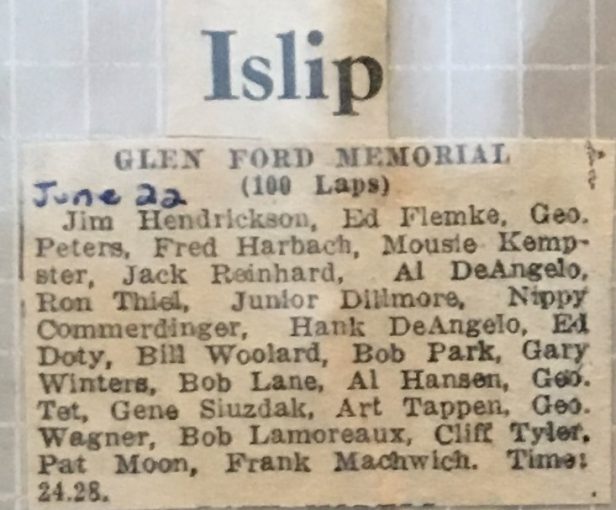 Islip
GLEN FORD MEMORIAL
June 22
(100 Laps)
Jim Hendrickson, Ed Flemke, Geo.
Peters, Fred Harbach, Mousie Kemp-
ster, Jack Reinhard, Al DeAngelo,
Ron Thiel, Junior Dillmore, Nippy
Commerdinger, Hank DeAngelo, Ed
Doty, Bill Woolard, Bob Park, Gary
Winters, Bob Lane, Al Hansen, Geo.
Tet, Gene Siuzdak, Art Tappen, Geo.
Wagner, Bob Lamoreaux, Cliff Tyler,
Pat Moon, Frank Machwich. Time:
24.28.